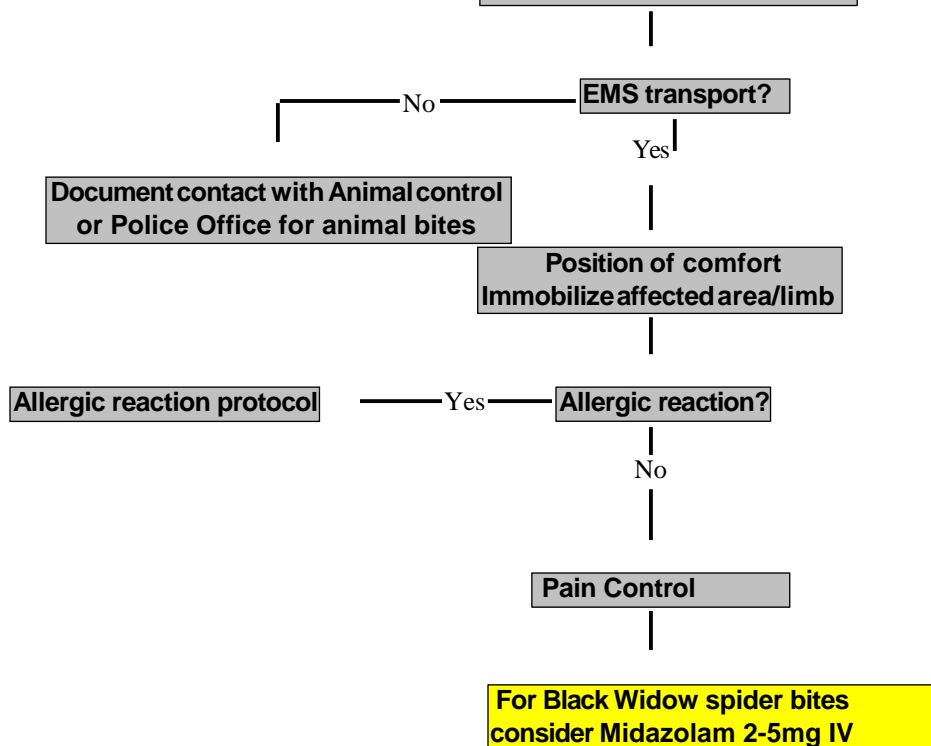 EMS transport?
No
Yes
Document contact with Animal control
or Police Office for animal bites
Position of comfort
Immobilize affected area/limb
Allergic reaction protocol
Yes
Allergic reaction?
No
Pain Control
For Black Widow spider bites
consider Midazolam 2-5mg IV